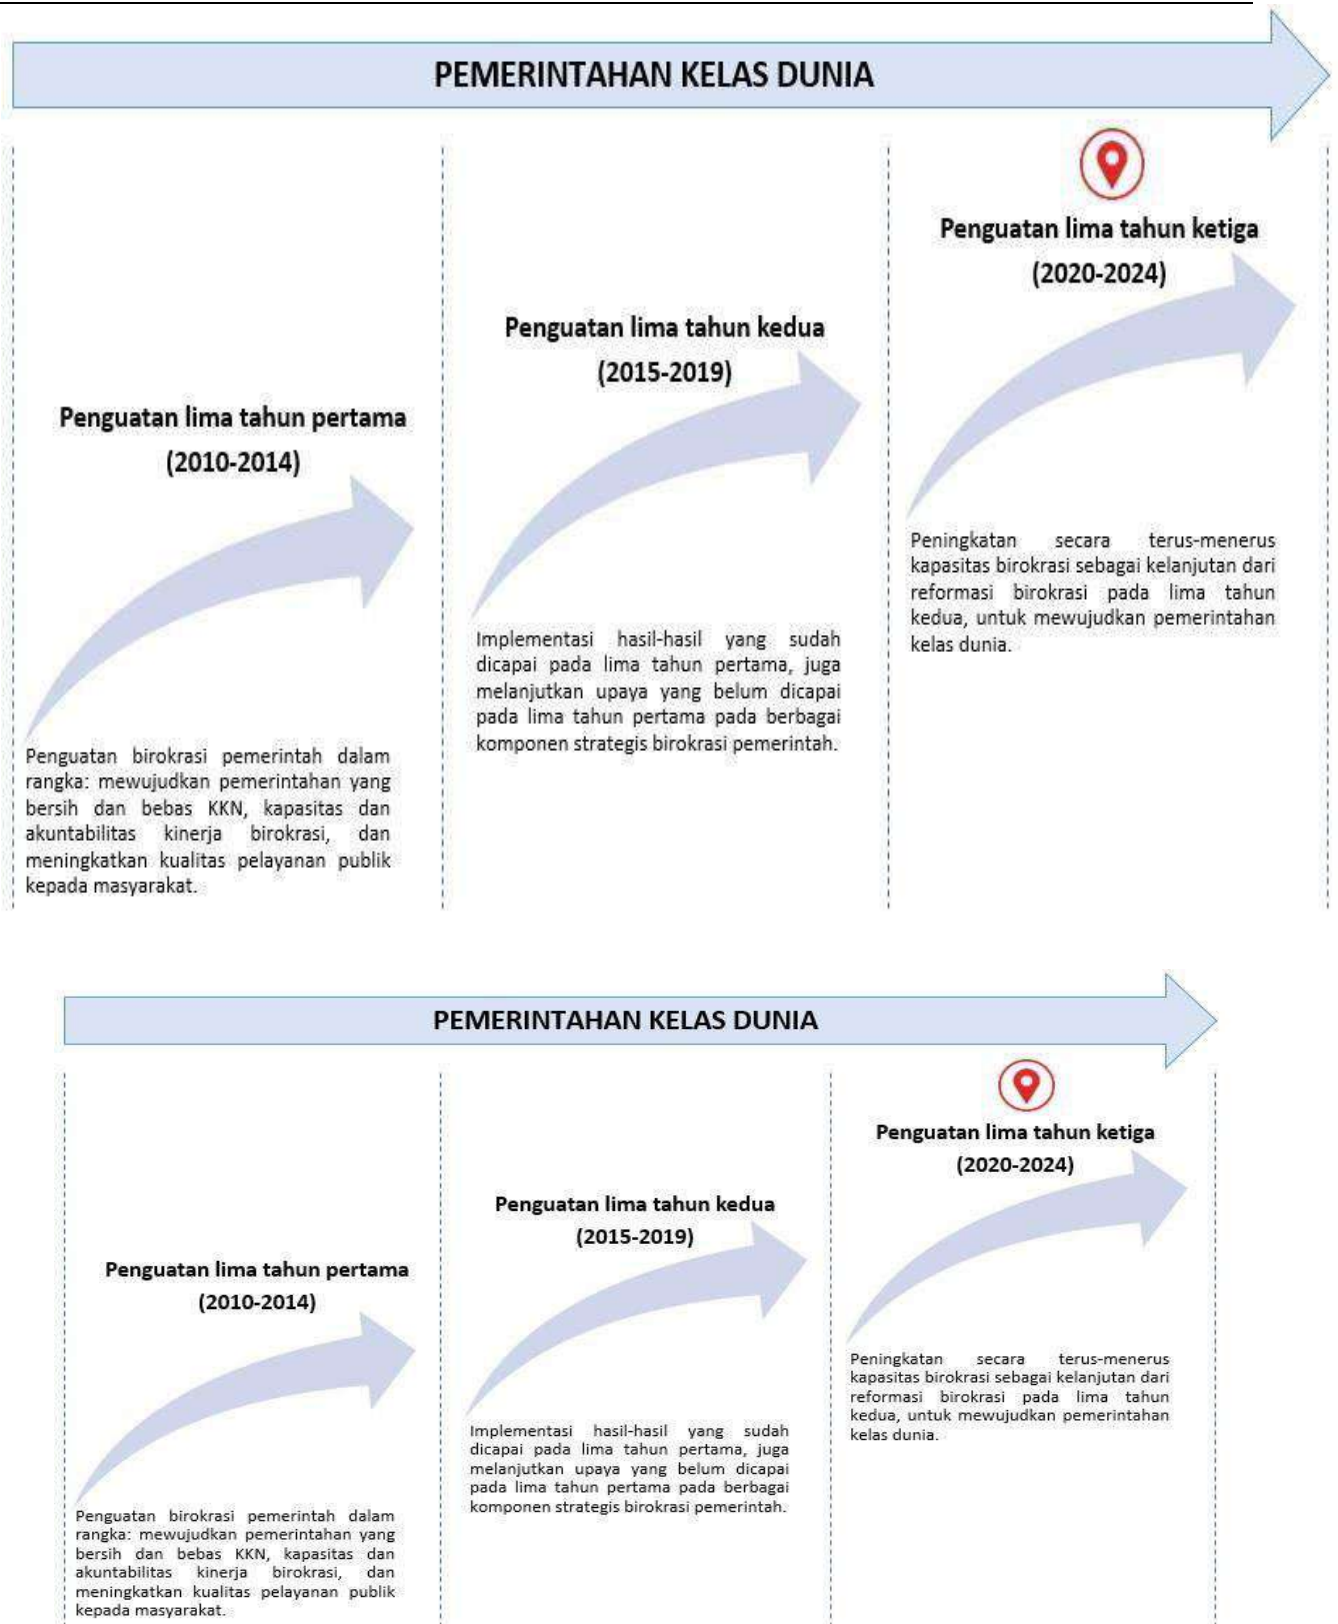 PEMERINTAHAN KELAS DUNIA
Penguatan lima tahun pertama
(2010-2014)
Penguatan birokrasi pemerintah dalam
rangka: mewujudkan pemerintahan yang
bersih dan bebas KKN, kapasitas dan
akuntabilitas kinerja birokrasi, dan
meningkatkan kualitas pelayanan publik
kepada masyarakat.
Penguatan lima tahun kedua
(2015-2019)
Implementasi hasil-hasil yang sudah
dicapai pada lima tahun pertama, juga
melanjutkan upaya yang belum dicapai
pada lima tahun pertama pada berbagai
komponen strategis birokrasi pemerintah.
Penguatan lima tahun ketiga
(2020-2024)
Peningkatan secara terus-menerus
kapasitas birokrasi sebagai kelanjutan dari
reformasi birokrasi pada lima tahun
kedua, untuk mewujudkan pemerintahan
kelas dunia.
PEMERINTAHAN KELAS DUNIA
Penguatan lima tahun pertama
(2010-2014)
Penguatan birokrasi pemerintah dalam
rangka: mewujudkan pemerintahan yang
bersih dan bebas KKN, kapasitas dan
akuntabilitas kinerja birokrasi, dan
meningkatkan kualitas pelayanan publik
kepada masyarakat.
Penguatan lima tahun kedua
(2015-2019)
Implementasi hasil-hasil yang sudah
dicapai pada lima tahun pertama, juga
melanjutkan upaya yang belum dicapai
pada lima tahun pertama pada berbagai
komponen strategis birokrasi pemerintah.
Penguatan lima tahun ketiga
(2020-2024)
Peningkatan secara terus-menerus
kapasitas birokrasi sebagai kelanjutan dari
reformasi birokrasi pada lima tahun
kedua, untuk mewujudkan pemerintahan
kelas dunia.